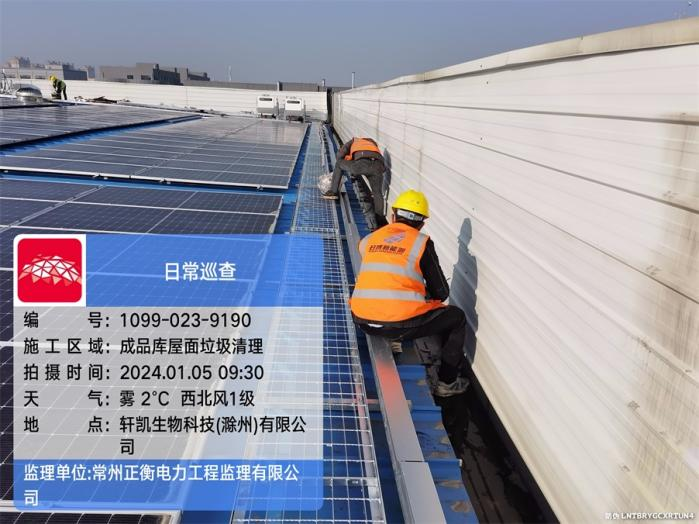 日常巡查
编号：1099-023-9190
施工区域：成品库屋面垃圾清理
拍摄时间：2024.01.05 09:30
天气：雾 2℃ 西北风1级
地点：轩凯生物科技(滁州)有限公
司
监理单位:常州正衡电力工程监理有限公
司
防伪 LNTBRYGCXRTUN4